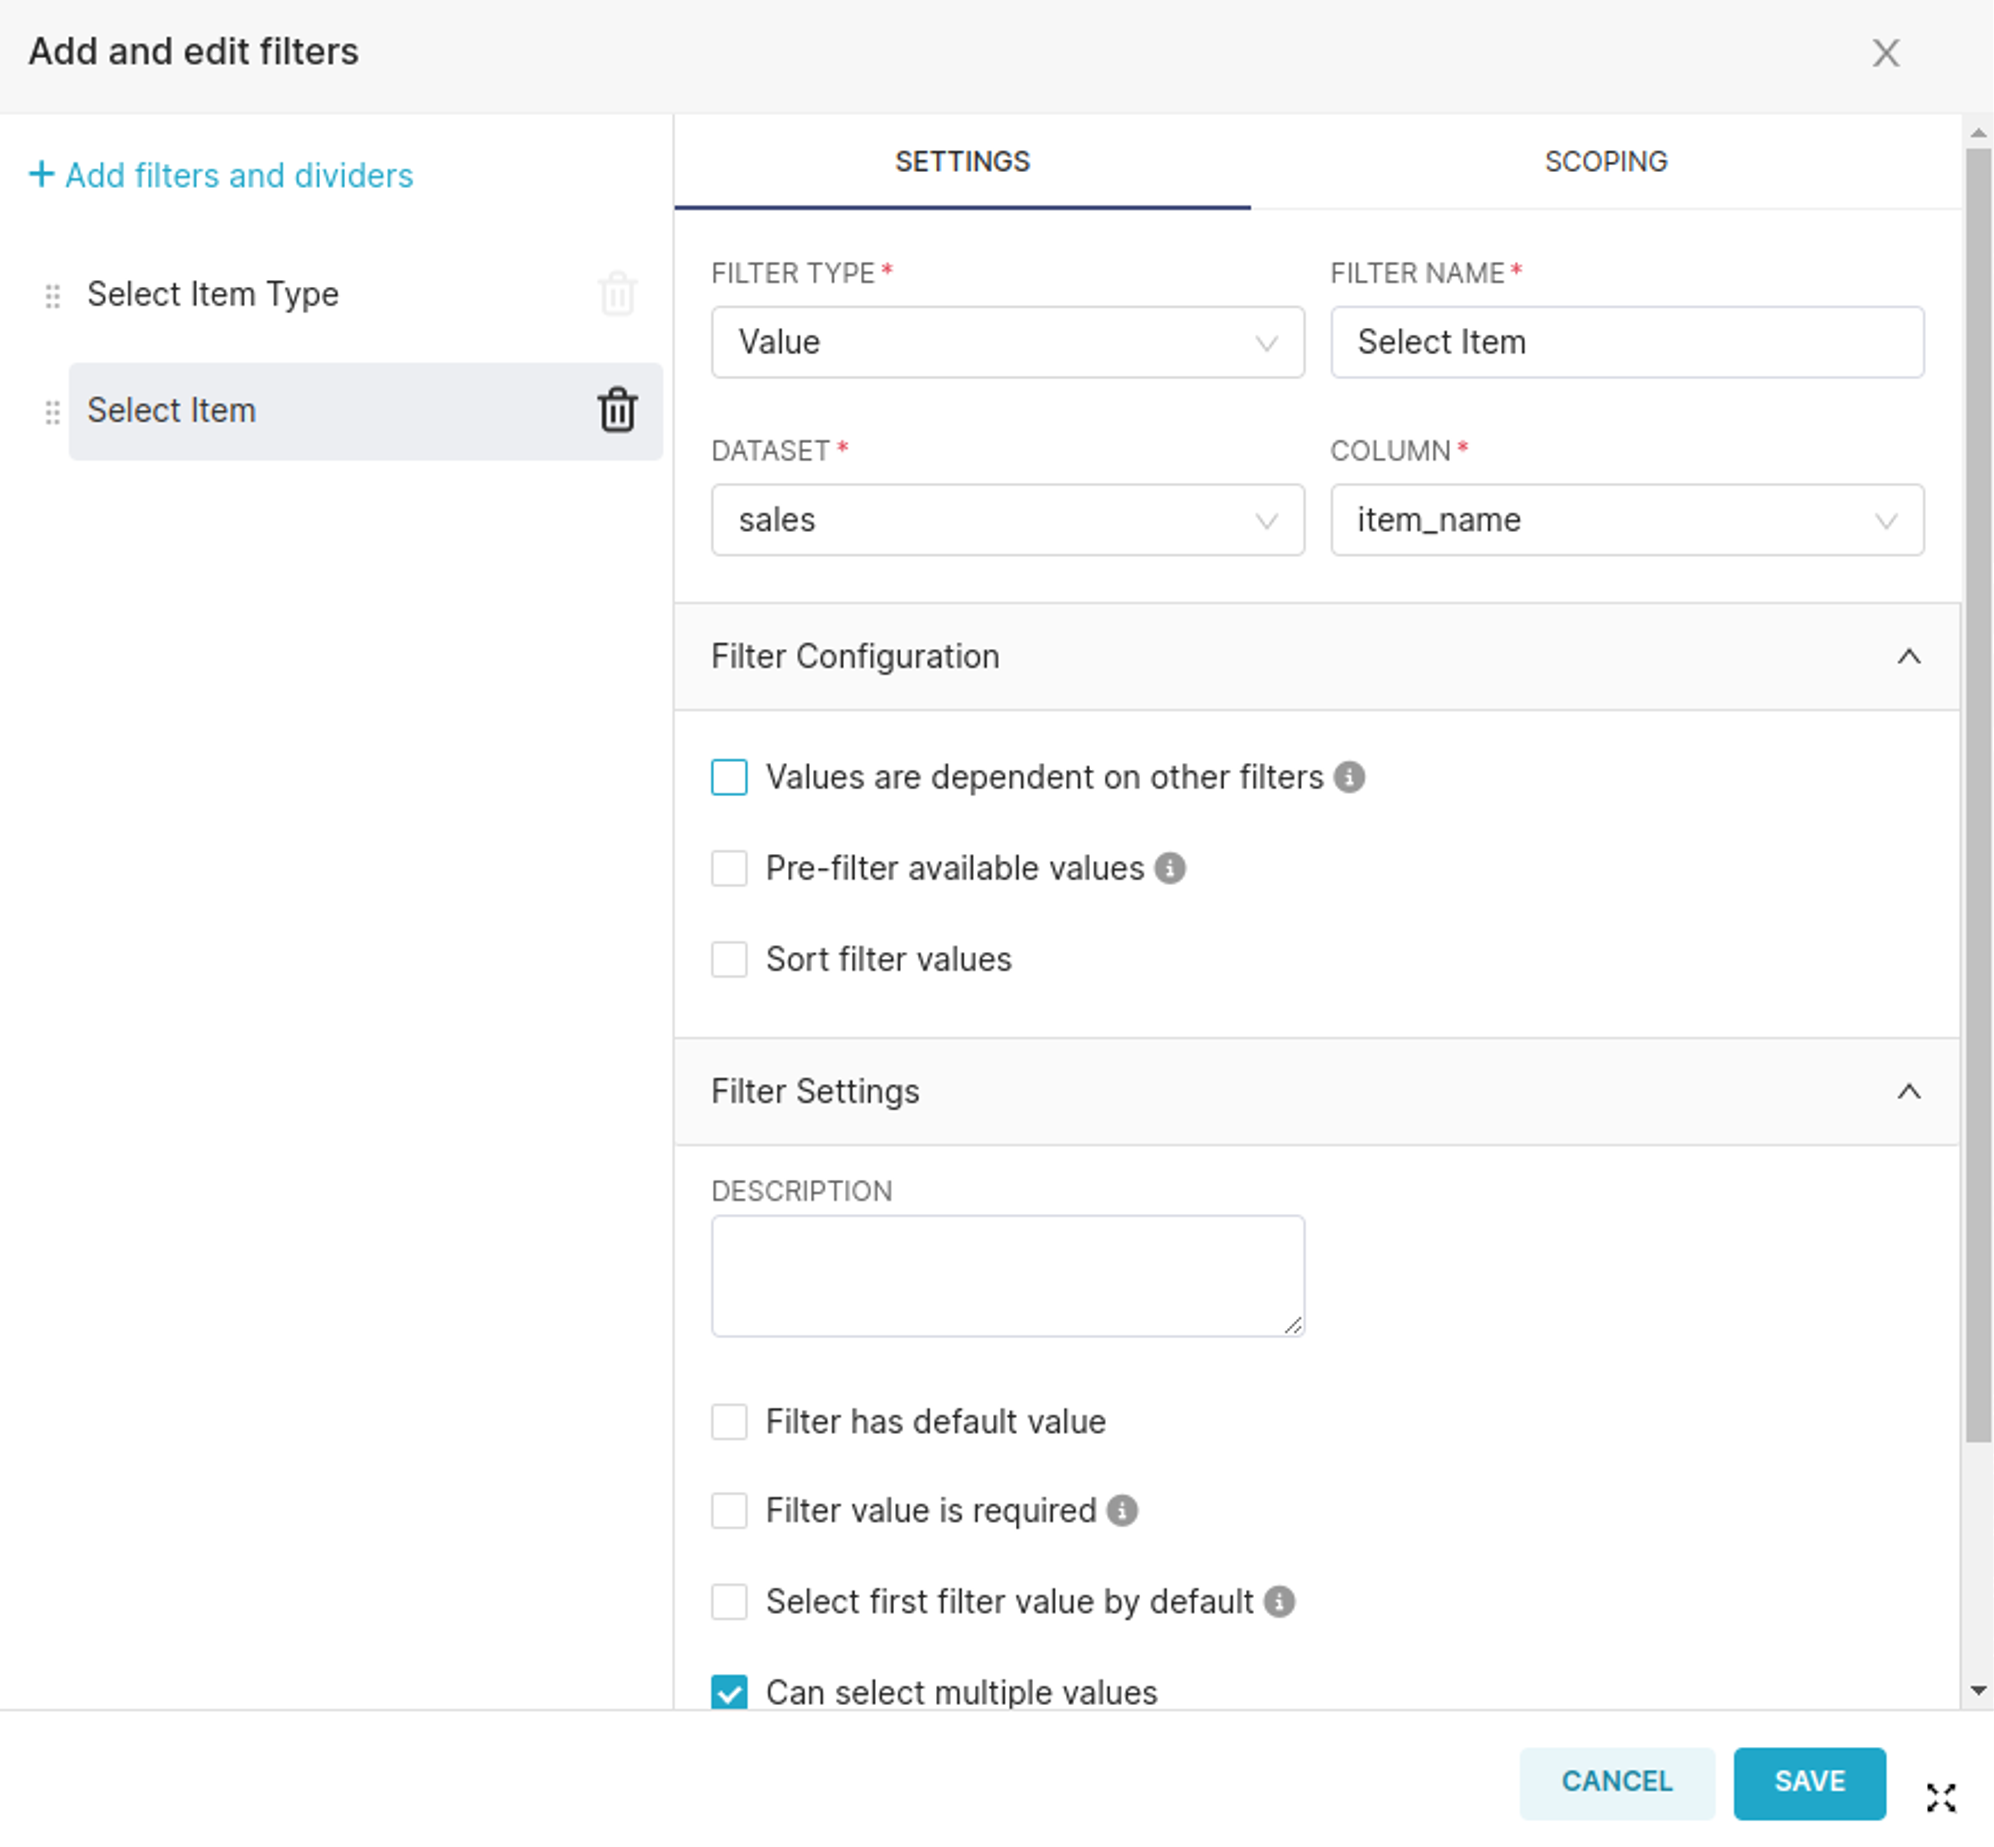 Add and edit filters
+ Add filters and dividers
Select Item Type
Select Item
SETTINGS SCOPING
FILTER TYPE * FILTER NAME *
Value Select Item
DATASET * COLUMN *
sales item_name
Filter Configuration
Values are dependent on other filters
Pre-filter available values
Sort filter values
Filter Settings
DESCRIPTION
Filter has default value
Filter value is required
Select first filter value by default
Can select multiple values
CANCEL SAVE